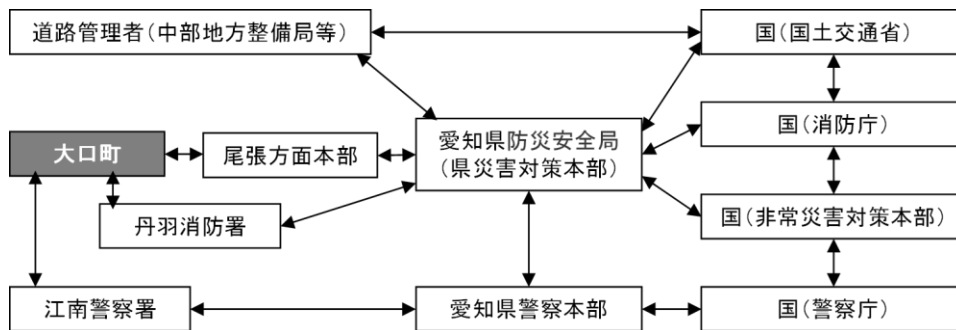 道路管理者(中部地方整備局等)
国(国土交通省)
国(消防庁)
愛知県防災安全局
(県災害対策本部)
大口町
尾張方面本部
丹羽消防署
国(非常災害対策本部)
江南警察署
愛知県警察本部
国(警察庁)